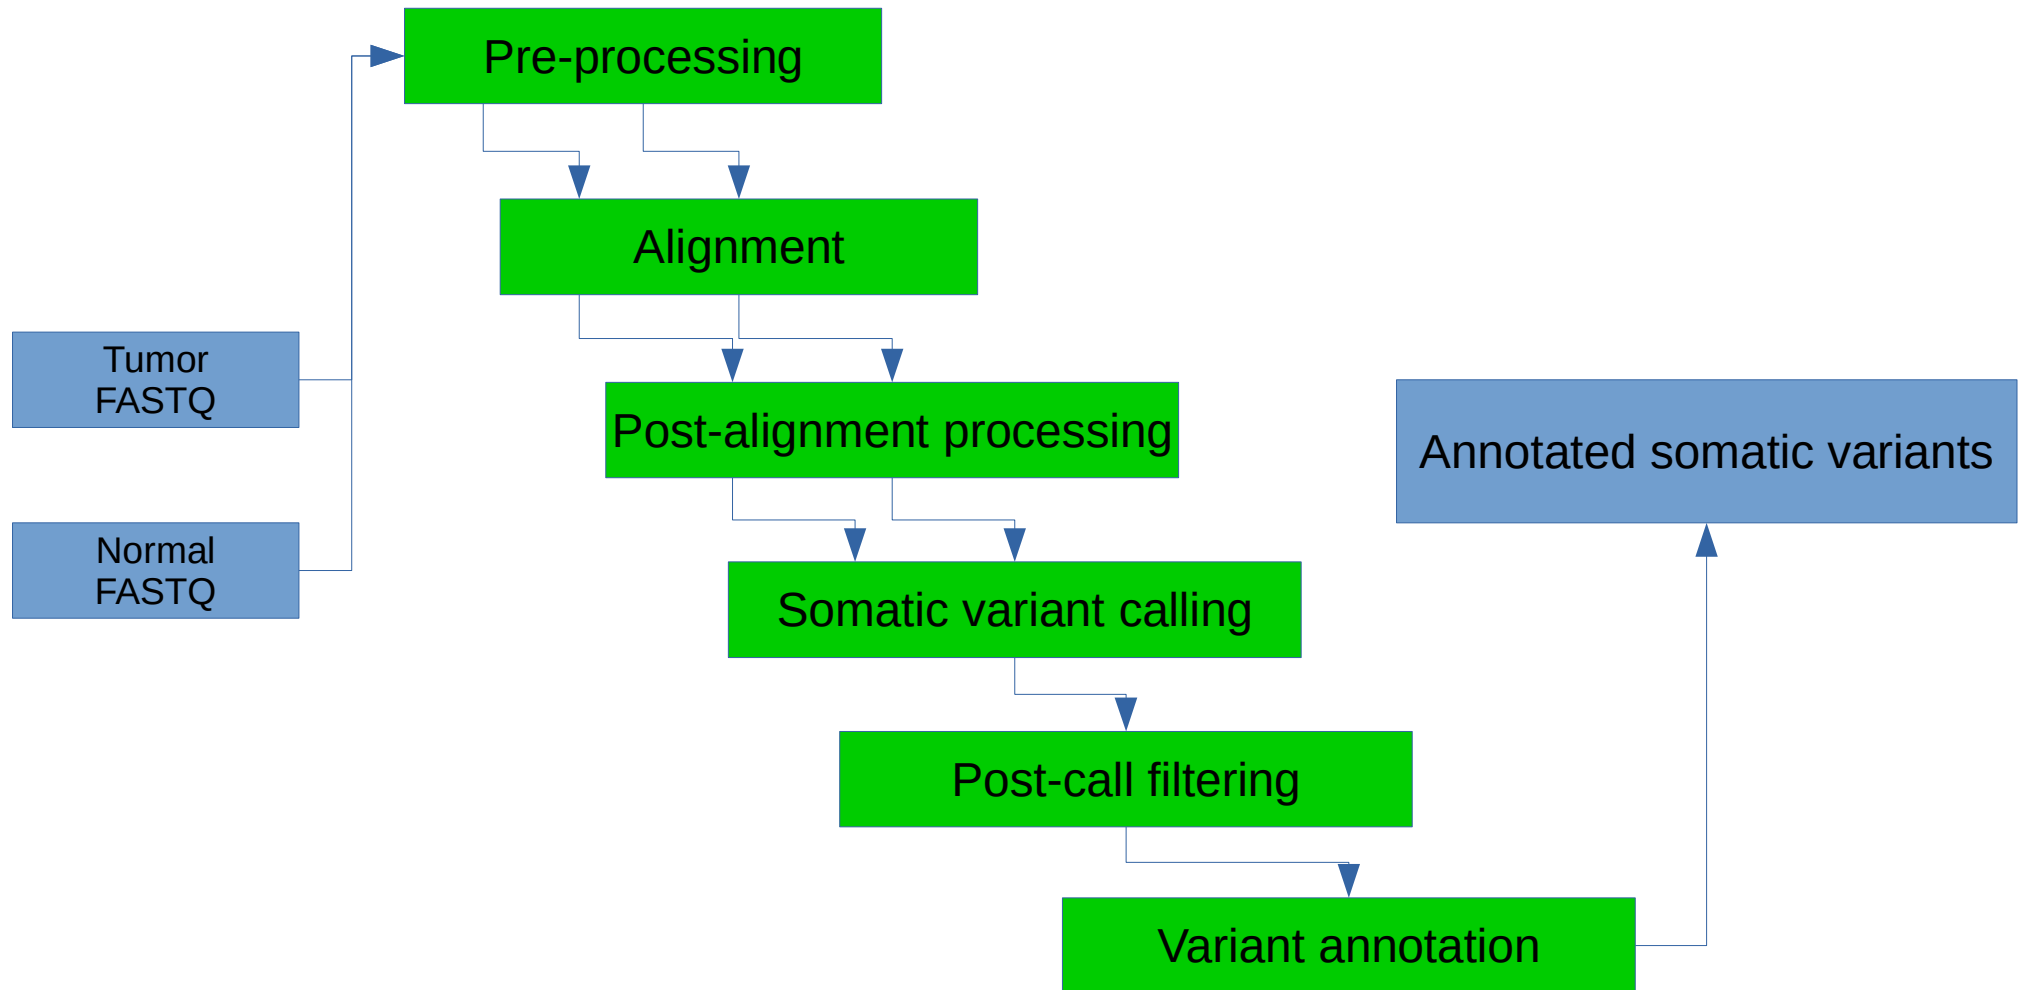 Pre-processing
Alignment
Tumor
FASTQ
Post-alignment processing
Annotated somatic variants
Normal
FASTQ
Somatic variant calling
Post-call filtering
Variant annotation